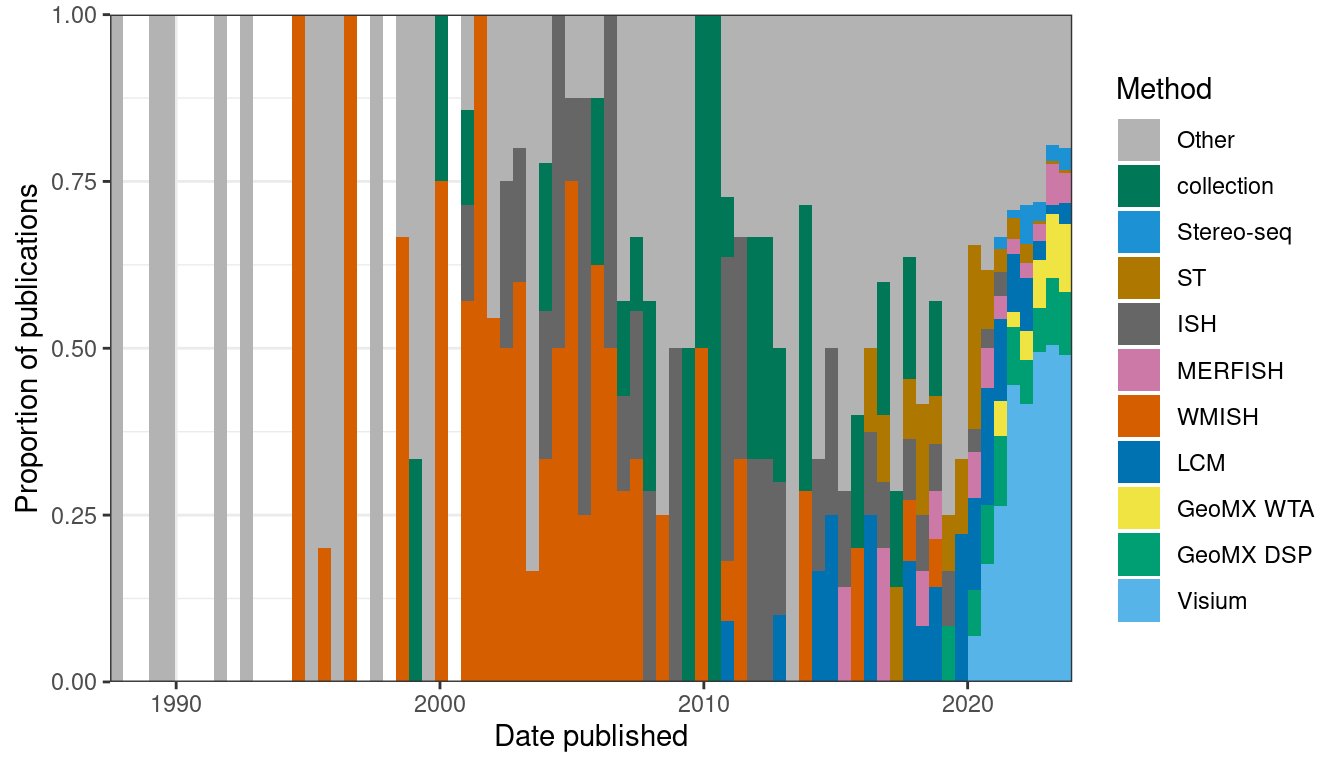 1.00
0.75
0.50
0.25
0.00
Proportion of publications
1990
2000
2010
2020
Date published
Method
Other
collection
Stereo-seq
ST
ISH
MERFISH
WMISH
LCM
GeoMX WTA
GeoMX DSP
Visium